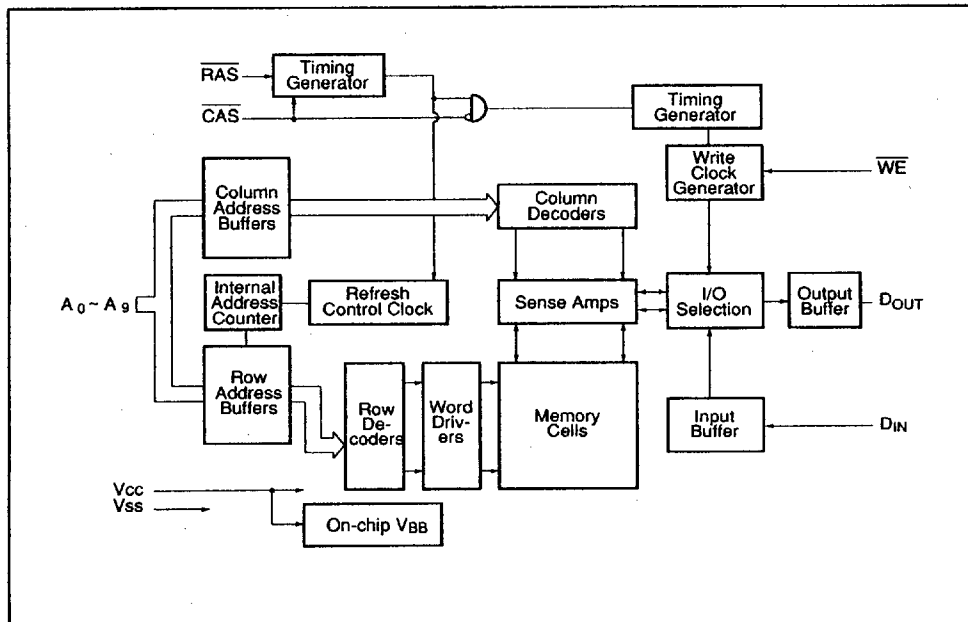 RAS
Timing
Generator
CAS
Timing
Generator
Write
Clock
Generator
WE
Column
Address
Buffers
Column
Decoders
A0 ~ A9
Internal
Address
Counter
Refresh
Control Clock
Sense Amps
I/O
Selection
Output
Buffer
DOUT
Row
Address
Buffers
Row
De-
coders
Word
Driv-
ers
Memory
Cells
Input
Buffer
DIN
Vcc
Vss
On-chip VBB